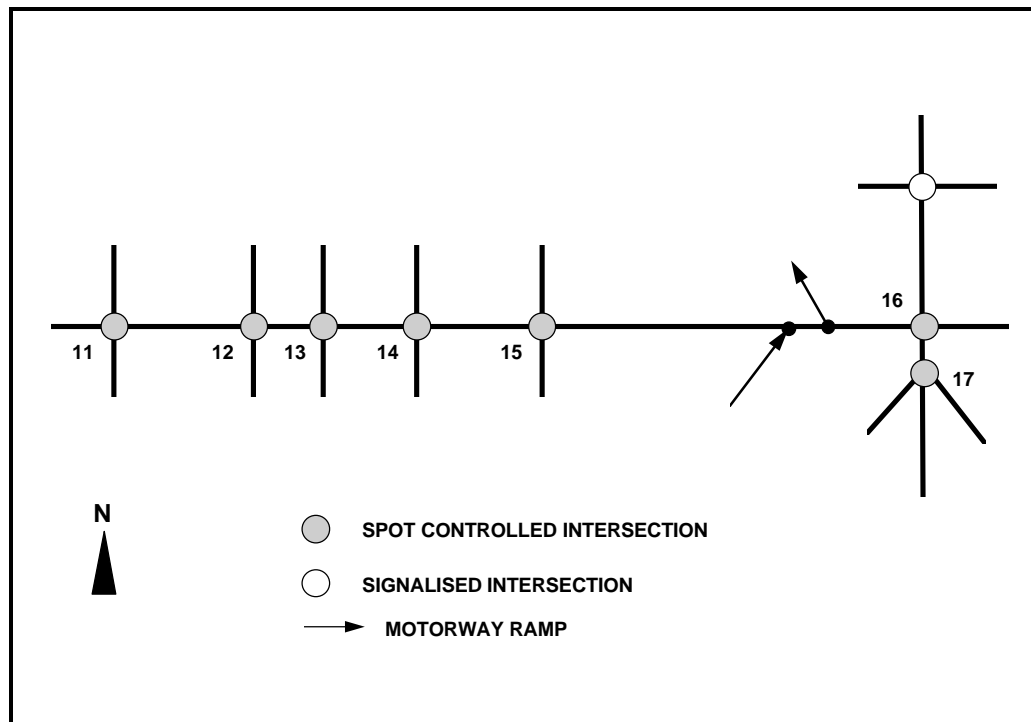 16
11
12
13
14
15
17
N
SPOT CONTROLLED INTERSECTION
SIGNALISED INTERSECTION
MOTORWAY RAMP